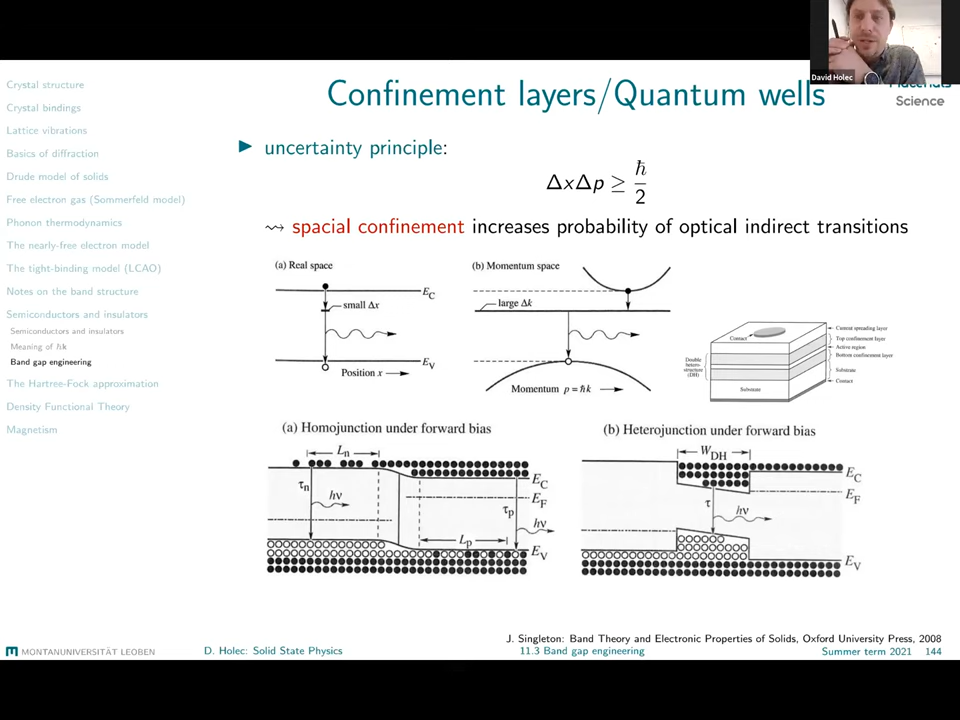 David Holec
Materials
Science
Confinement layers/Quantum wells
Crystal structure
Crystal bindings
Lattice vibrations
Basics of diffraction
Drude model of solids
Free electron gas (Sommerfeld model)
Phonon thermodynamics
The nearly-free electron model
The tight-binding model (LCAO)
Notes on the band structure
Semiconductors and insulators
Semiconductors and insulators
Meaning of ħk
Band gap engineering
The Hartree-Fock approximation
Density Functional Theory
Magnetism
▶ uncertainty principle:
ΔxΔp ≥ ħ/2
⇝ spacial confinement increases probability of optical indirect transitions
(a) Real space
E_C
small Δx
E_V
Position x
(b) Momentum space
large Δk
Momentum p = ħk
Contact
Current spreading layer
Top confinement layer
Active region
Bottom confinement layer
Double
hetero-
structure
(DH)
Substrate
Substrate
Contact
(a) Homojunction under forward bias
L_n
τ_n
hν
E_C
E_F
τ_p
hν
L_p
E_V
(b) Heterojunction under forward bias
W_DH
E_C
E_F
τ
hν
E_V
J. Singleton: Band Theory and Electronic Properties of Solids, Oxford University Press, 2008
MONTANUNIVERSITÄT LEOBEN
D. Holec: Solid State Physics
11.3 Band gap engineering
Summer term 2021 144